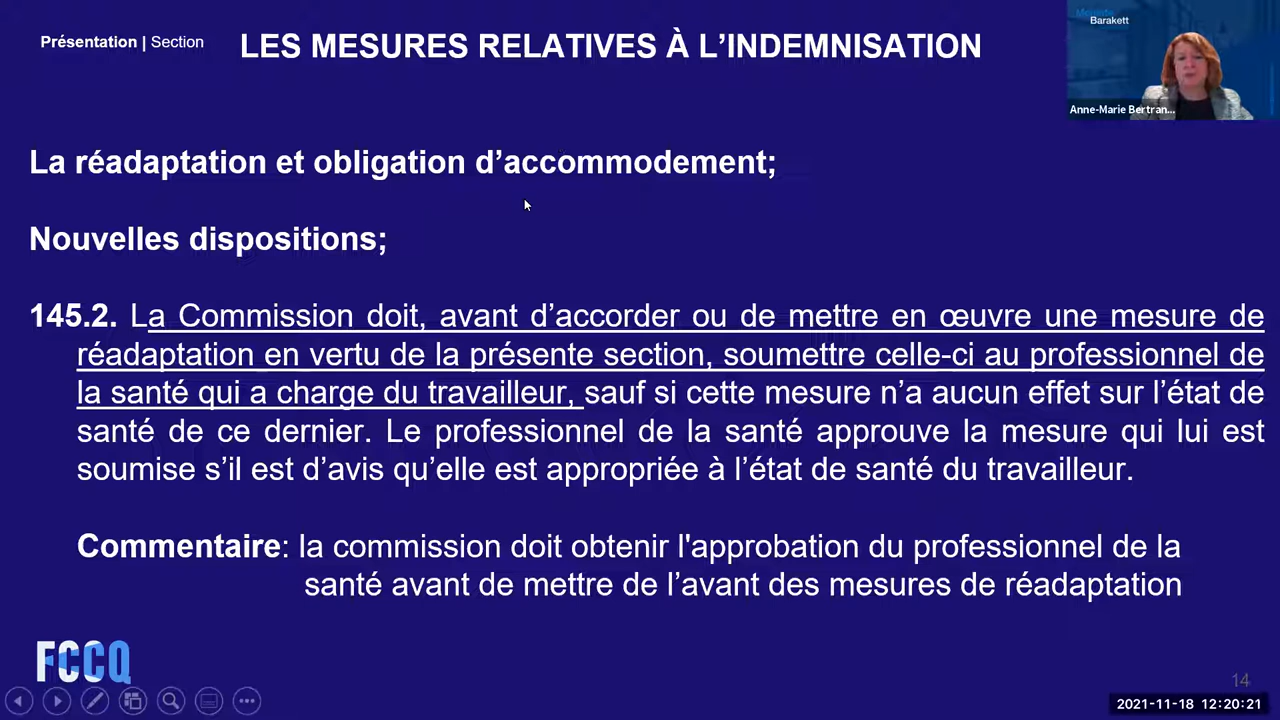 Présentation | Section
LES MESURES RELATIVES À L’INDEMNISATION
Barakett
Anne-Marie Bertran...
La réadaptation et obligation d’accommodement;
Nouvelles dispositions;
145.2. La Commission doit, avant d’accorder ou de mettre en œuvre une mesure de
réadaptation en vertu de la présente section, soumettre celle-ci au professionnel de
la santé qui a charge du travailleur, sauf si cette mesure n’a aucun effet sur l’état de
santé de ce dernier. Le professionnel de la santé approuve la mesure qui lui est
soumise s’il est d’avis qu’elle est appropriée à l’état de santé du travailleur.
Commentaire: la commission doit obtenir l'approbation du professionnel de la
santé avant de mettre de l’avant des mesures de réadaptation
FCCQ
14
2021-11-18 12:20:21